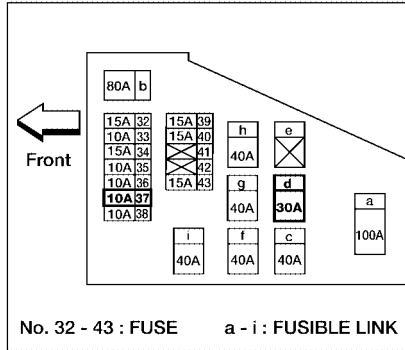 80A b
15A 32
10A 33
15A 34
10A 35
10A 36
10A 37
10A 38
15A 39
15A 40
41
42
15A 43
h
40A
e
g
40A
d
30A
a
100A
i
40A
f
40A
c
40A
Front
No. 32 - 43 : FUSE a - i : FUSIBLE LINK